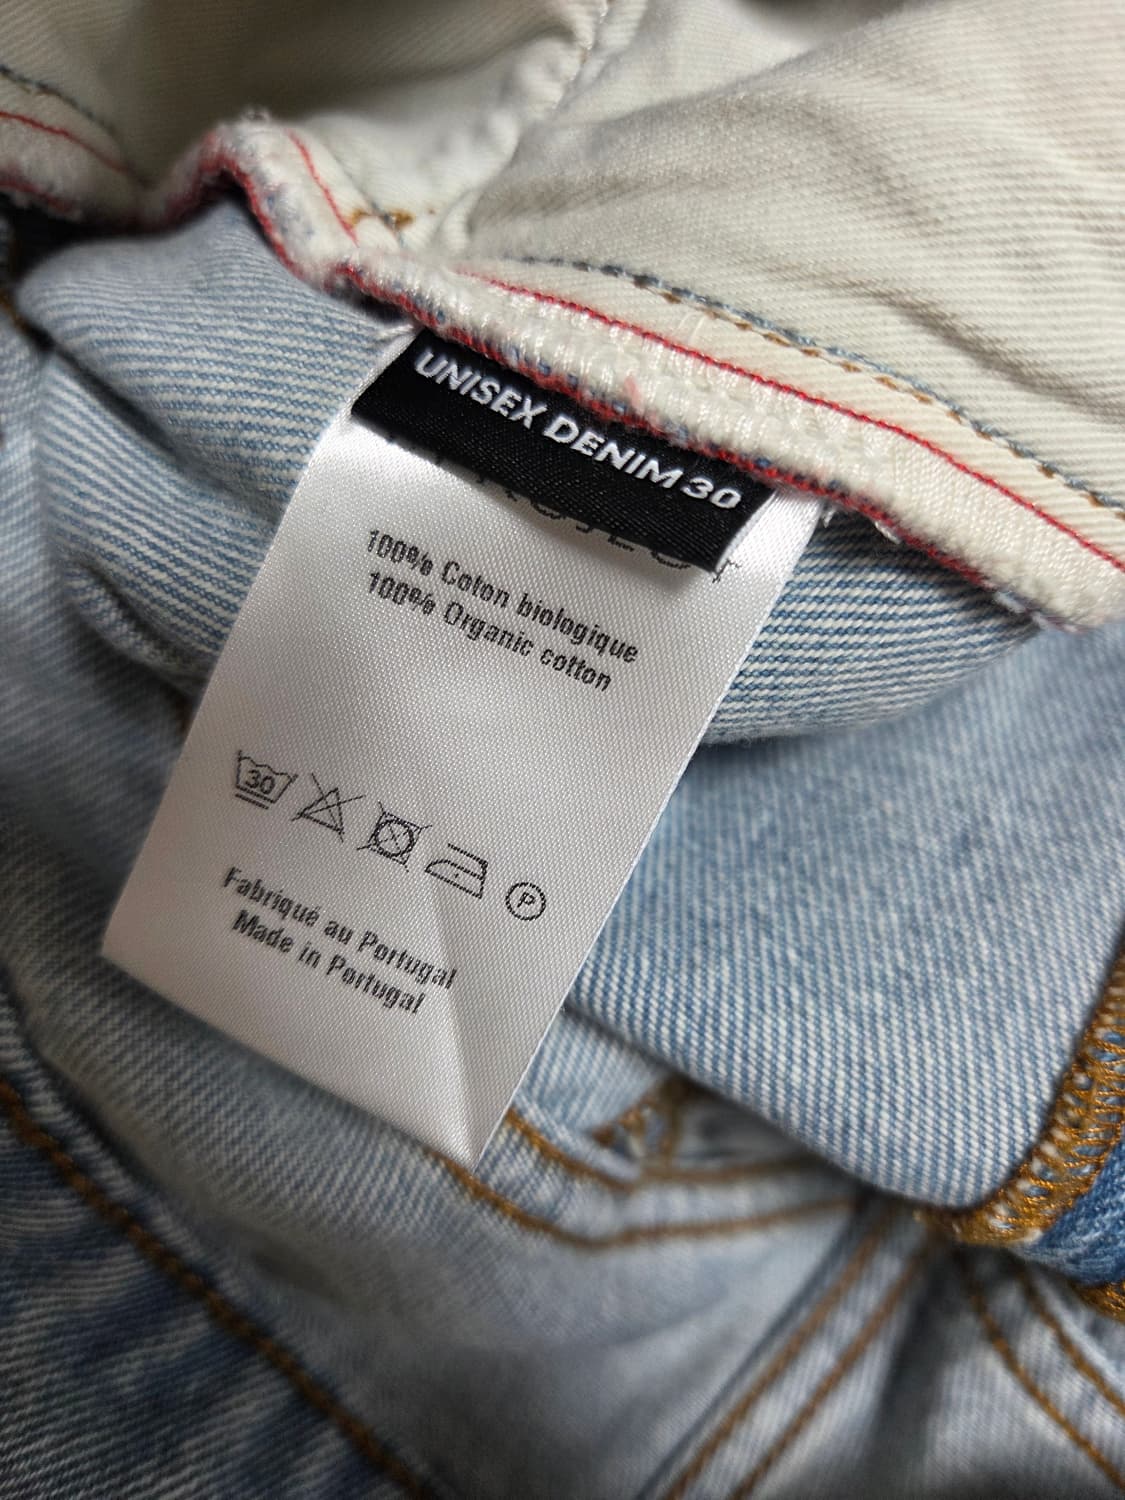 UNISEX DENIM 30
100% Coton biologique
100% Organic cotton
30
P
Fabriqué au Portugal
Made in Portugal